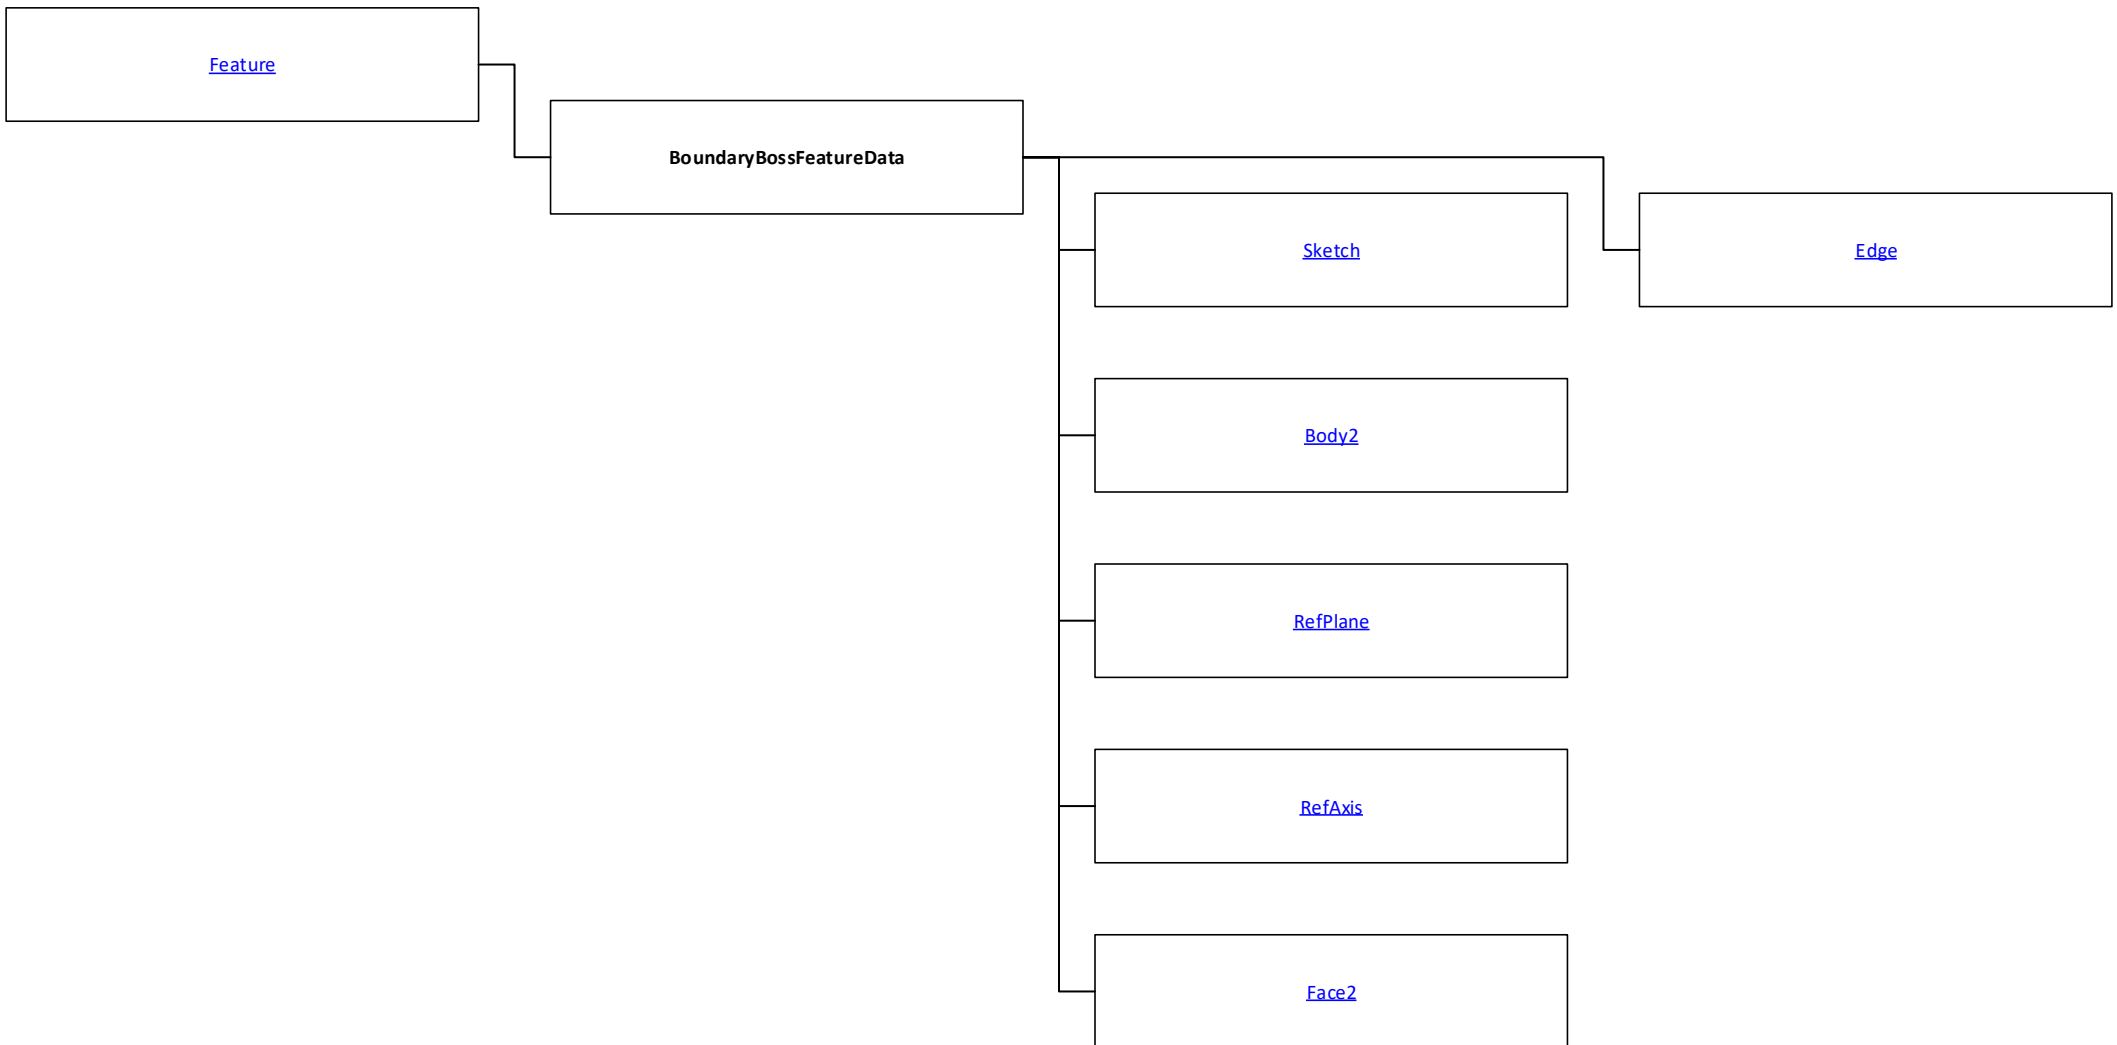 Feature
BoundaryBossFeatureData
Sketch
Edge
Body2
RefPlane
RefAxis
Face2